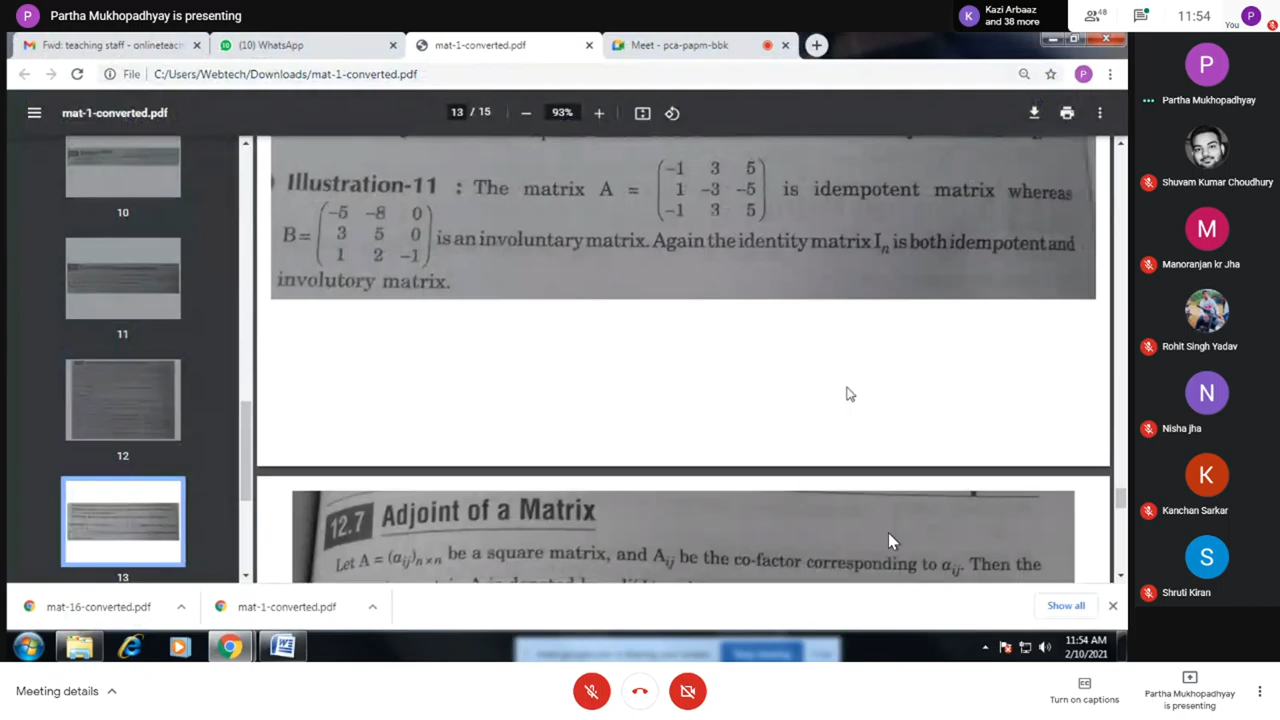 P Partha Mukhopadhyay is presenting
K Kazi Arbaaz and 38 more
48
11:54
You P
Fwd: teaching staff - onlineteac
(10) WhatsApp
mat-1-converted.pdf
Meet - pca-papm-bbk
File C:/Users/Webtech/Downloads/mat-1-converted.pdf
P
mat-1-converted.pdf
13 / 15
93%
10
11
12
13
Illustration-11 : The matrix A = (-1 3 5
1 -3 -5
-1 3 5) is idempotent matrix whereas
B= (-5 -8 0
3 5 0
1 2 -1) is an involuntary matrix. Again the identity matrix In is both idempotent and
involutory matrix.
12.7 Adjoint of a Matrix
Let A = (aij)n×n be a square matrix, and Aij be the co-factor corresponding to aij. Then the
P
Partha Mukhopadhyay
Shuvam Kumar Choudhury
M
Manoranjan kr Jha
Rohit Singh Yadav
N
Nisha jha
K
Kanchan Sarkar
S
Shruti Kiran
mat-16-converted.pdf
mat-1-converted.pdf
Show all
11:54 AM
2/10/2021
Meeting details
Turn on captions
Partha Mukhopadhyay
is presenting